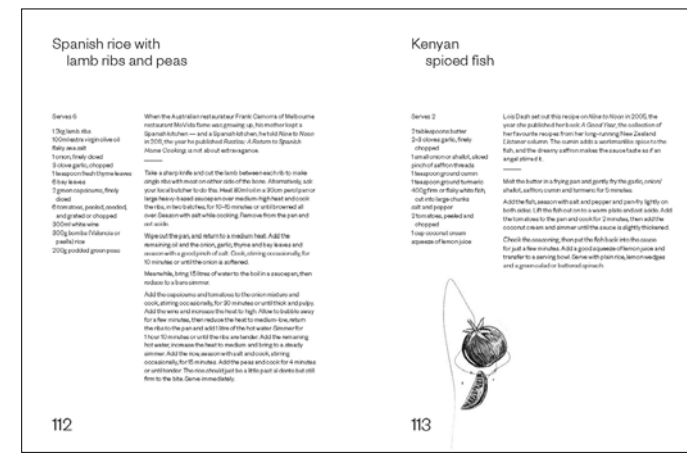 Spanish rice with
lamb ribs and peas
Serves 6
1.3kg lamb ribs
100ml extra virgin olive oil
flaky sea salt
1 onion, finely diced
3 cloves garlic, chopped
1 teaspoon fresh thyme leaves
6 bay leaves
2 green capsicums, finely
diced
6 tomatoes, peeled, seeded,
and grated or chopped
300ml white wine
300g bomba (Valencia or
paella) rice
200g podded green peas
When the Australian restaurateur Frank Camorra of Melbourne
restaurant MoVida fame was growing up, his mother kept a
Spanish kitchen — and a Spanish kitchen, he told Nine to Noon
in 2011, the year he published Rustica: A Return to Spanish
Home Cooking, is not about extravagance.
Take a sharp knife and cut the lamb between each rib to make
single ribs with meat on either side of the bone. Alternatively, ask
your local butcher to do this. Heat 80ml oil in a 30cm perol pan or
large heavy-based saucepan over medium-high heat and cook
the ribs, in two batches, for 10–15 minutes or until browned all
over. Season with salt while cooking. Remove from the pan and
set aside.
Wipe out the pan, and return to a medium heat. Add the
remaining oil and the onion, garlic, thyme and bay leaves and
season with a good pinch of salt. Cook, stirring occasionally, for
10 minutes or until the onion is softened.
Meanwhile, bring 1.5 litres of water to the boil in a saucepan, then
reduce to a bare simmer.
Add the capsicums and tomatoes to the onion mixture and
cook, stirring occasionally, for 20 minutes or until thick and pulpy.
Add the wine and increase the heat to high. Allow to bubble away
for a few minutes, then reduce the heat to medium-low, return
the ribs to the pan and add 1 litre of the hot water. Simmer for
1 hour 10 minutes or until the ribs are tender. Add the remaining
hot water, increase the heat to medium and bring to a steady
simmer. Add the rice, season with salt and cook, stirring
occasionally, for 15 minutes. Add the peas and cook for 4 minutes
or until tender. The rice should just be a little past al dente but still
firm to the bite. Serve immediately.
112
Kenyan
spiced fish
Serves 2
2 tablespoons butter
2–3 cloves garlic, finely
chopped
1 small onion or shallot, sliced
pinch of saffron threads
1 teaspoon ground cumin
1 teaspoon ground turmeric
400g firm or flaky white fish,
cut into large chunks
salt and pepper
2 tomatoes, peeled and
chopped
1 cup coconut cream
squeeze of lemon juice
Lois Daish set out this recipe on Nine to Noon in 2005, the
year she published her book A Good Year, the collection of
her favourite recipes from her long-running New Zealand
Listener column. The cumin adds a workmanlike spice to the
fish, and the dreamy saffron makes the sauce taste as if an
angel stirred it.
Melt the butter in a frying pan and gently fry the garlic, onion/
shallot, saffron, cumin and turmeric for 5 minutes.
Add the fish, season with salt and pepper and pan-fry lightly on
both sides. Lift the fish out on to a warm plate and set aside. Add
the tomatoes to the pan and cook for 2 minutes, then add the
coconut cream and simmer until the sauce is slightly thickened.
Check the seasoning, then put the fish back into the sauce
for just a few minutes. Add a good squeeze of lemon juice and
transfer to a serving bowl. Serve with plain rice, lemon wedges
and a green salad or buttered spinach.
113